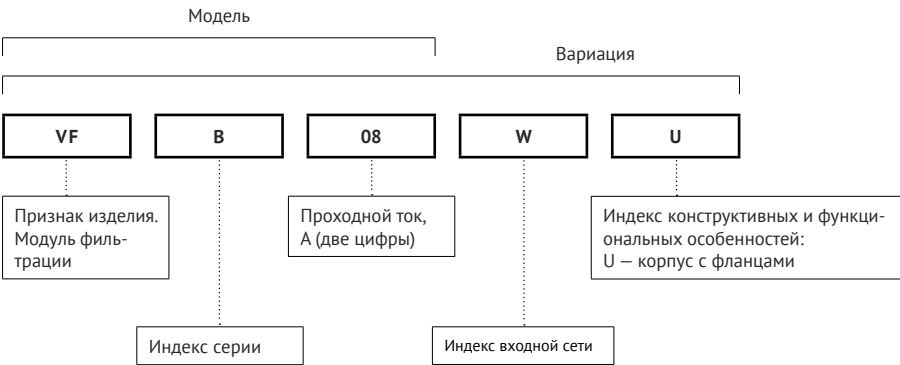 Модель
Вариация
VF
B
08
W
U
Признак изделия.
Модуль филь-
трации
Проходной ток,
А (две цифры)
Индекс конструктивных и функци-
ональных особенностей:
U — корпус с фланцами
Индекс серии
Индекс входной сети